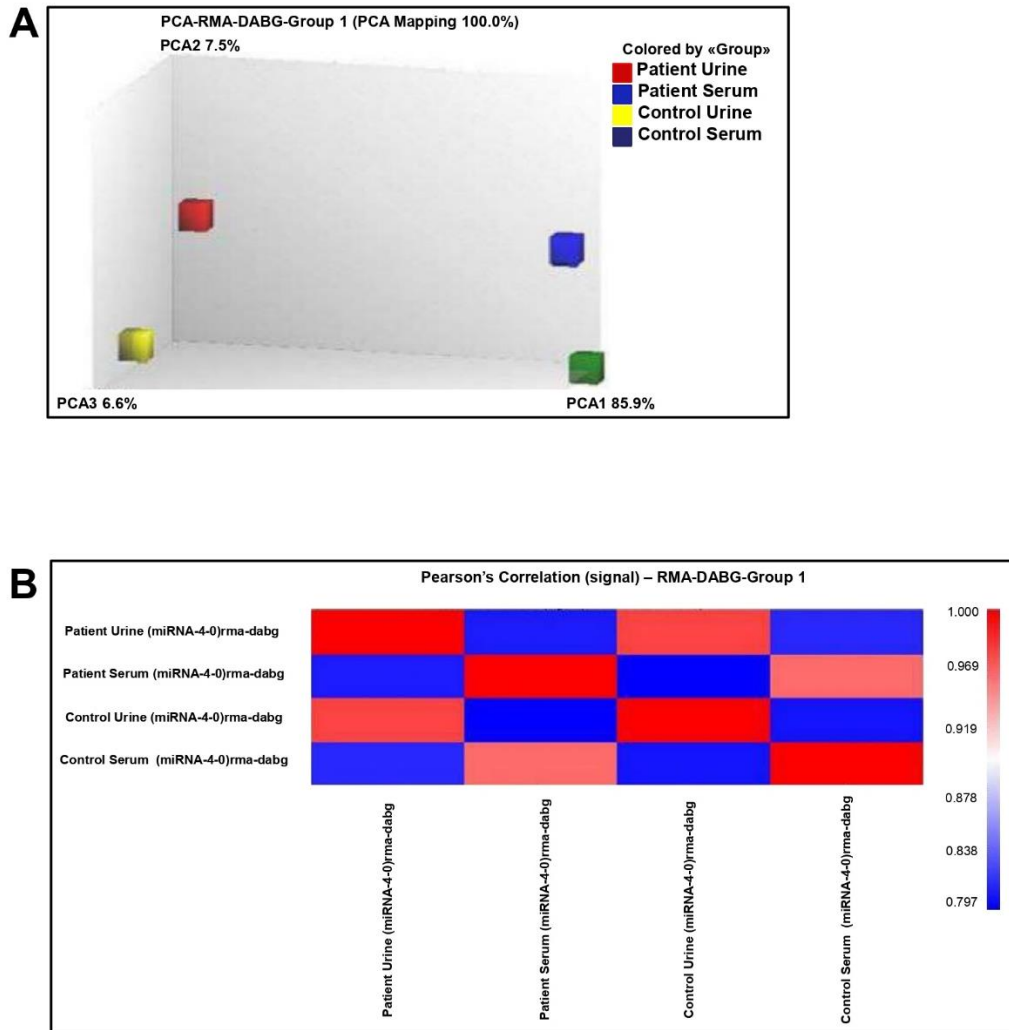 A
PCA-RMA-DABG-Group 1 (PCA Mapping 100.0%)
PCA2 7.5%
Colored by «Group»
Patient Urine
Patient Serum
Control Urine
Control Serum
PCA3 6.6%
PCA1 85.9%
B
Pearson's Correlation (signal) – RMA-DABG-Group 1
Patient Urine (miRNA-4-0)rma-dabg
Patient Serum (miRNA-4-0)rma-dabg
Control Urine (miRNA-4-0)rma-dabg
Control Serum (miRNA-4-0)rma-dabg
1.000
0.969
0.919
0.878
0.838
0.797
Patient Urine (miRNA-4-0)rma-dabg
Patient Serum (miRNA-4-0)rma-dabg
Control Urine (miRNA-4-0)rma-dabg
Control Serum (miRNA-4-0)rma-dabg